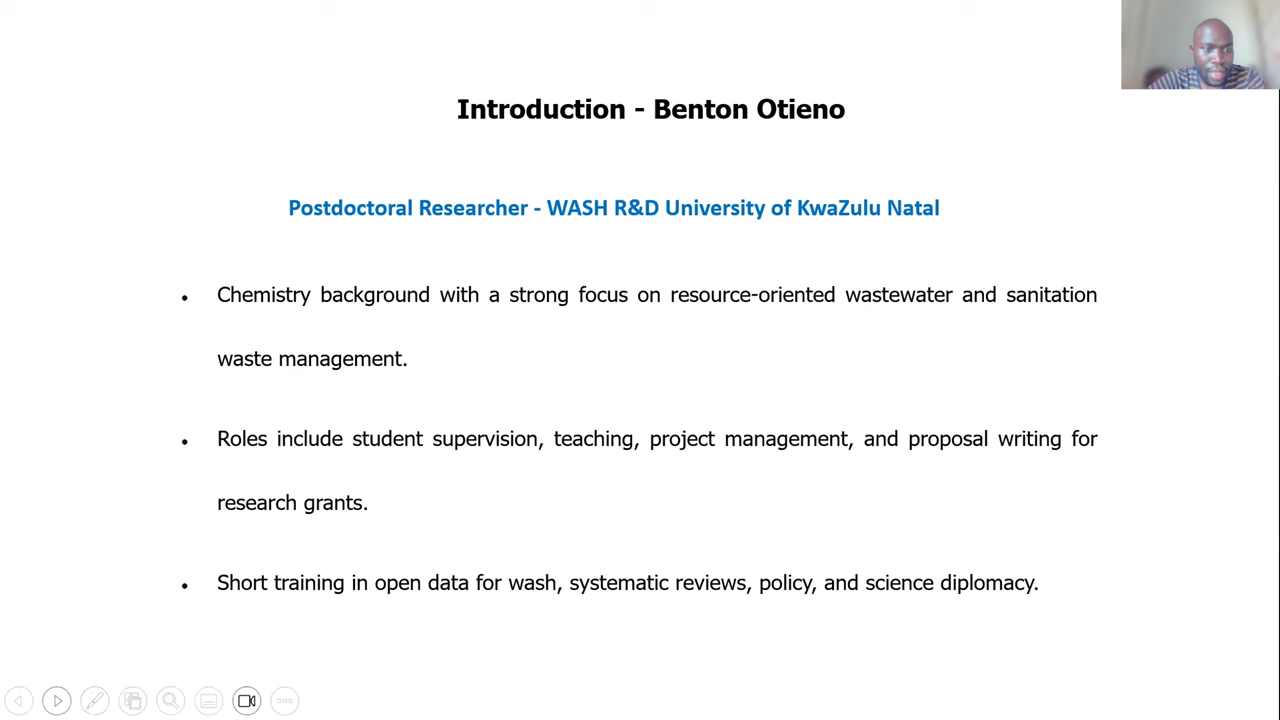 Introduction - Benton Otieno
Postdoctoral Researcher - WASH R&D University of KwaZulu Natal
• Chemistry background with a strong focus on resource-oriented wastewater and sanitation
waste management.
• Roles include student supervision, teaching, project management, and proposal writing for
research grants.
• Short training in open data for wash, systematic reviews, policy, and science diplomacy.